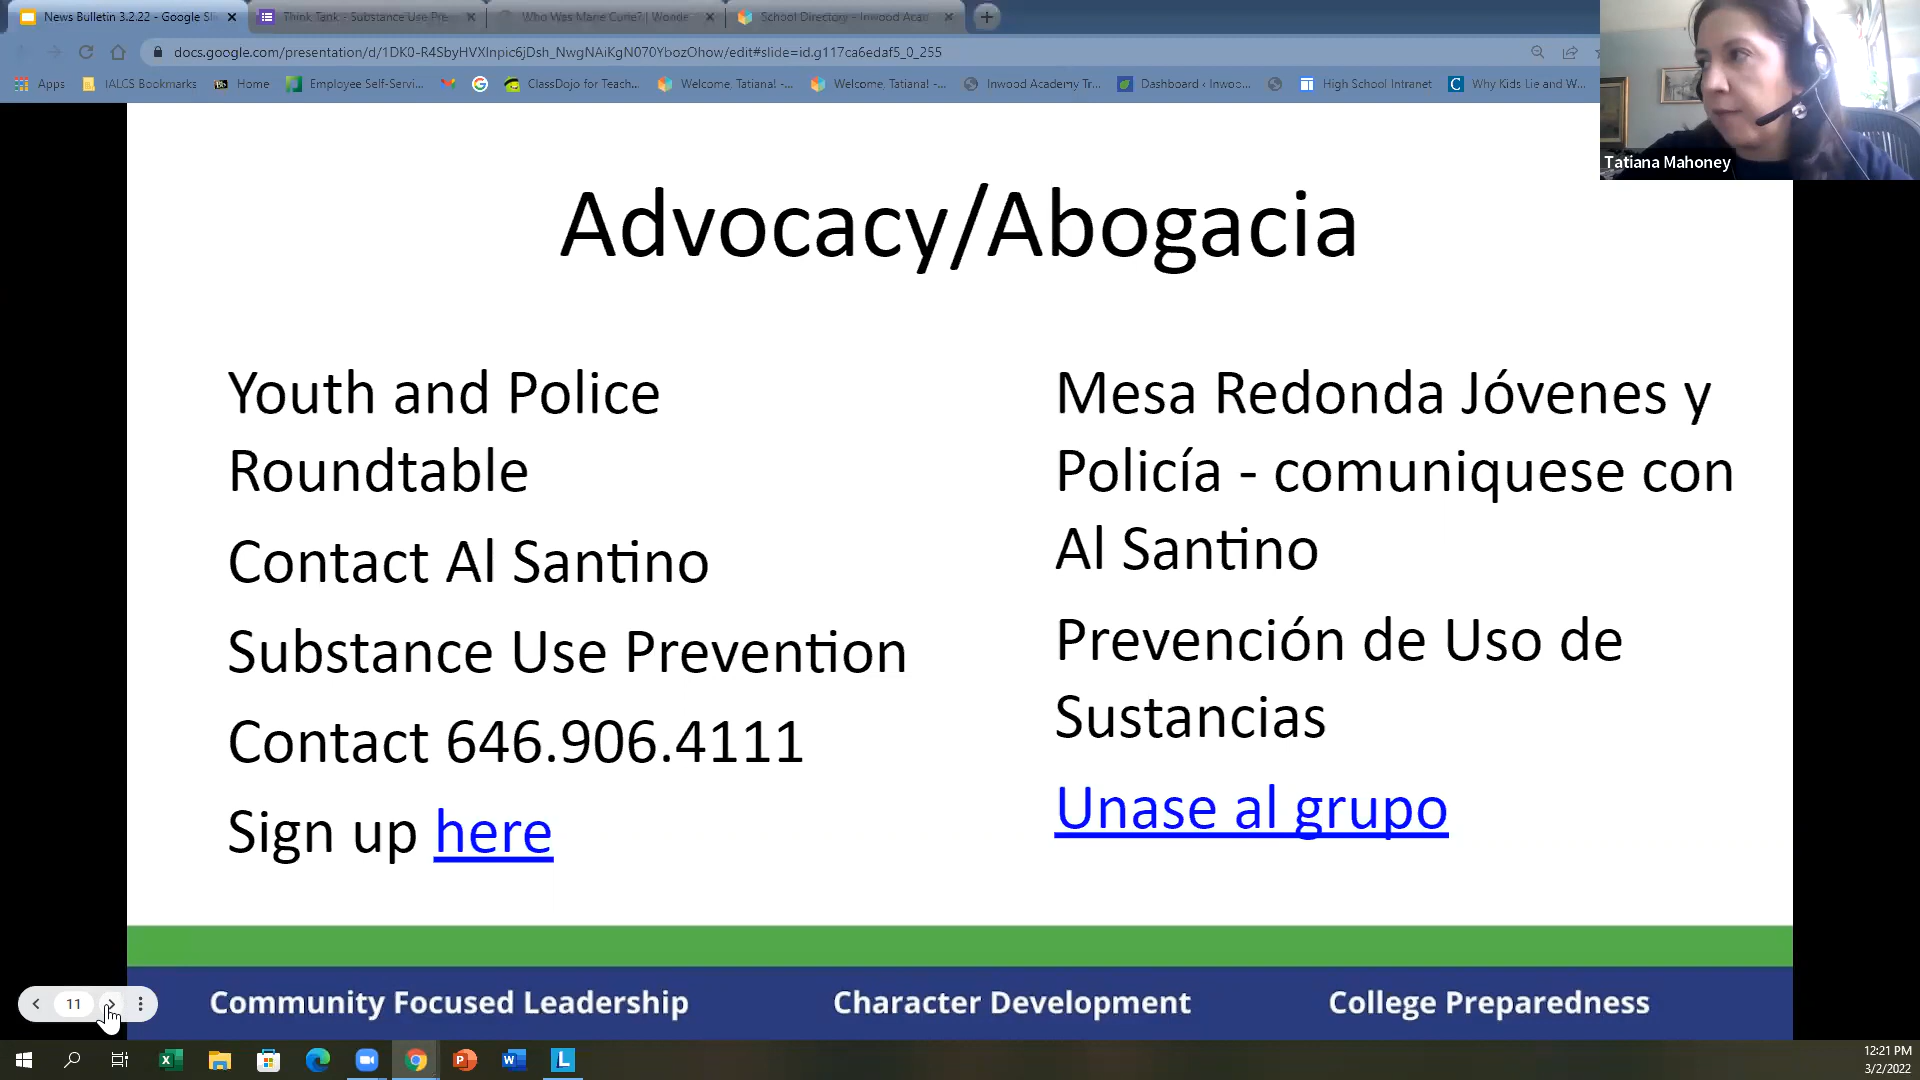 News Bulletin 3.2.22 - Google Sli
Think Tank - Substance Use Pre
Who Was Marie Curie? | Wonde
School Directory - Inwood Aca
docs.google.com/presentation/d/1DK0-R4SbyHVXInpic6jDsh_NwgNAiKgN070YbozOhow/edit#slide=id.g117ca6edaf5_0_255
Apps
IALCS Bookmarks
Home
Employee Self-Servi...
ClassDojo for Teach...
Welcome, Tatiana! -...
Welcome, Tatiana! -...
Inwood Academy Tr...
Dashboard ‹ Inwoo...
High School Intranet
Why Kids Lie and W...
Tatiana Mahoney
Advocacy/Abogacia
Youth and Police
Roundtable
Contact Al Santino
Substance Use Prevention
Contact 646.906.4111
Sign up here
Mesa Redonda Jóvenes y
Policía - comuniquese con
Al Santino
Prevención de Uso de
Sustancias
Unase al grupo
11
Community Focused Leadership
Character Development
College Preparedness
12:21 PM
3/2/2022